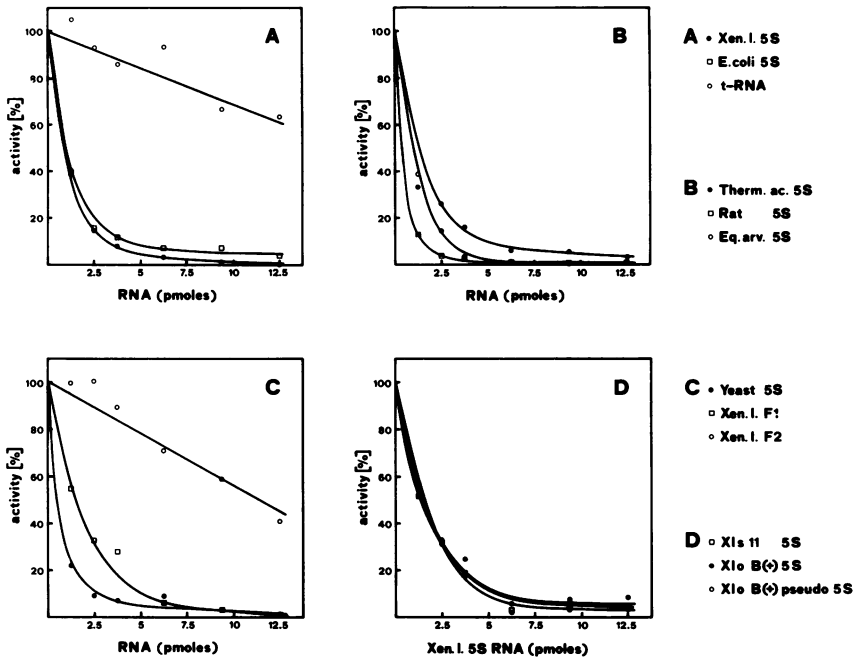 A
activity [%]
100
80
60
40
20
2.5
5
7.5
10
12.5
RNA (pmoles)
B
activity [%]
100
80
60
40
20
2.5
5
7.5
10
12.5
RNA (pmoles)
A • Xen. l. 5S
□ E.coli 5S
○ t-RNA
B • Therm. ac. 5S
□ Rat 5S
○ Eq. arv. 5S
C
activity [%]
100
80
60
40
20
2.5
5
7.5
10
12.5
RNA (pmoles)
D
activity [%]
100
80
60
40
20
2.5
5
7.5
10
12.5
Xen. l. 5S RNA (pmoles)
C • Yeast 5S
□ Xen. l. F1
○ Xen. l. F2
D □ Xls 11 5S
• Xlo B(+) 5S
○ Xlo B(+) pseudo 5S